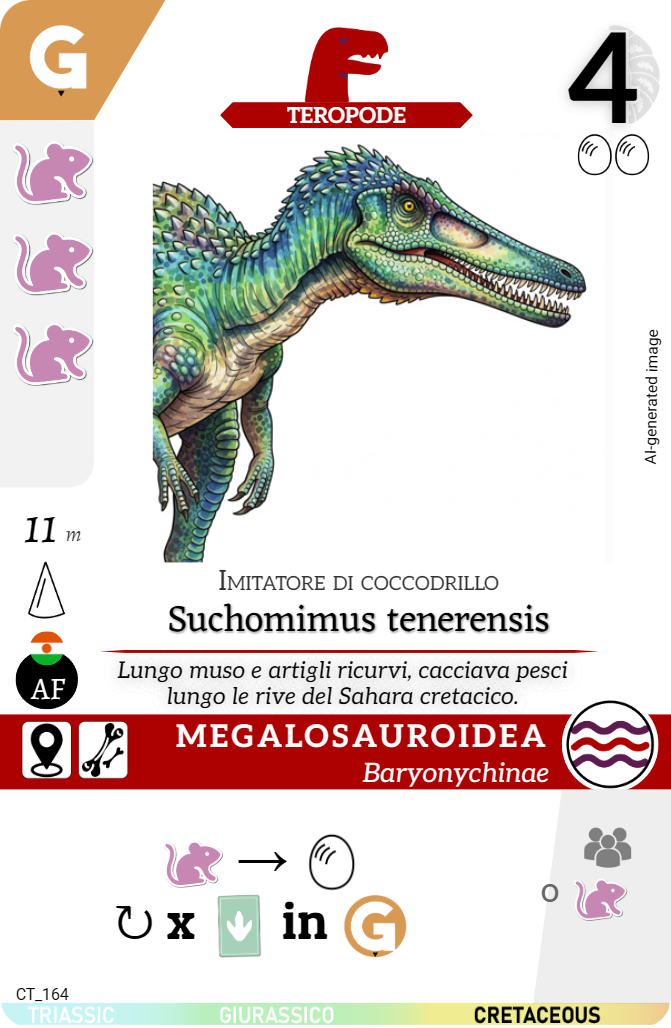 G
4
TEROPODE
AI-generated image
11 m
IMITATORE DI COCCODRILLO
Suchomimus tenerensis
AF
Lungo muso e artigli ricurvi, cacciava pesci
lungo le rive del Sahara cretacico.
MEGALOSAUROIDEA
Baryonychinae
→
O
↻ x in G
CT_164
TRIASSIC GIURASSICO CRETACEOUS